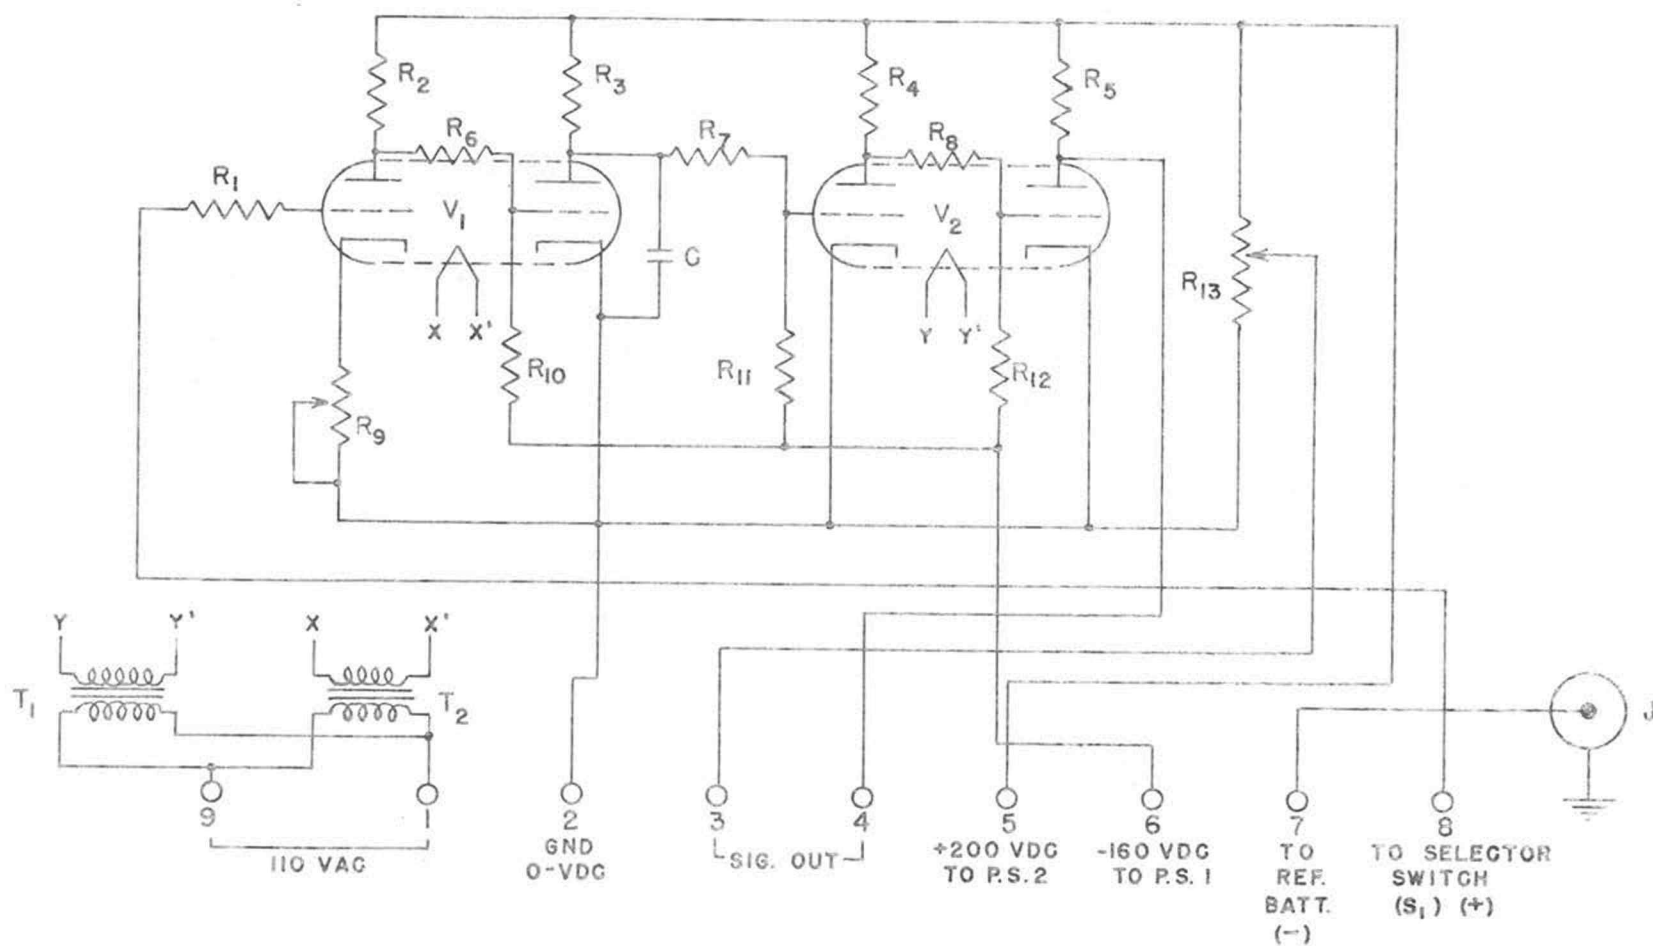 R2
R3
R4
R5
R6
R7
R8
R1
V1
V2
C
R13
X X'
Y Y'
R10
R11
R12
R9
Y Y' X X'
T1
T2
J
9 1 2 3 4 5 6 7 8
110 VAC
GND
0-VDC
SIG. OUT
+200 VDC
TO P.S.2
-160 VDC
TO P.S.1
TO
REF.
BATT.
(-)
TO SELECTOR
SWITCH
(S1) (+)